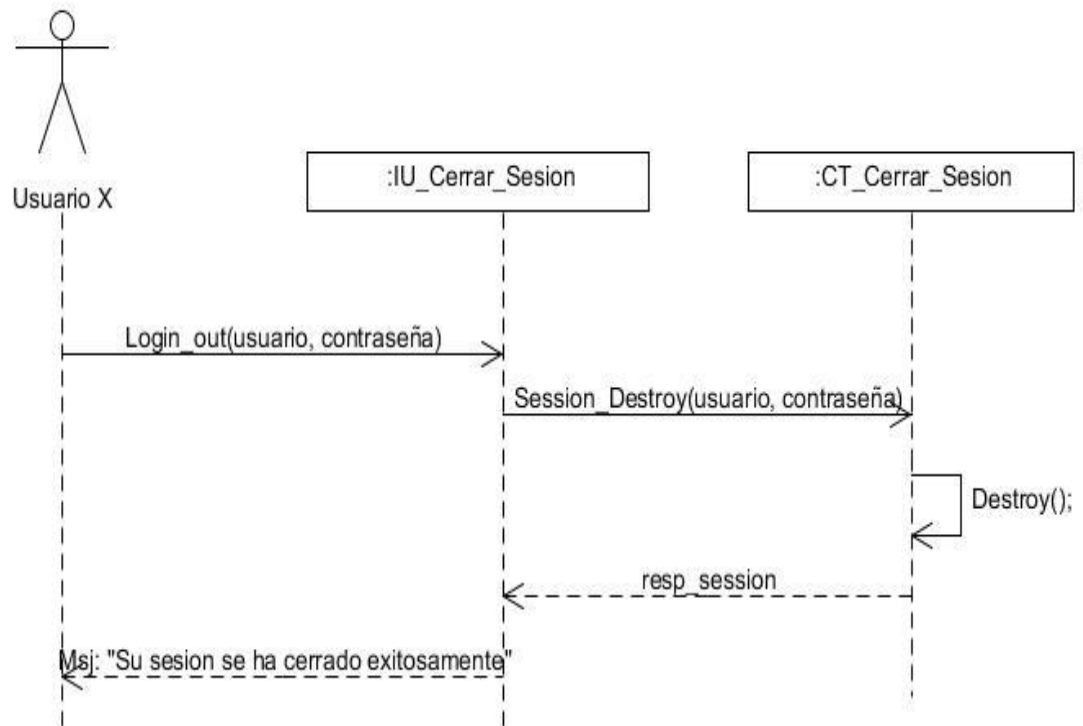 :IU_Cerrar_Sesion
:CT_Cerrar_Sesion
Usuario X
Login_out(usuario, contraseña)
Session_Destroy(usuario, contraseña)
Destroy();
resp_session
Msj: "Su sesion se ha cerrado exitosamente"